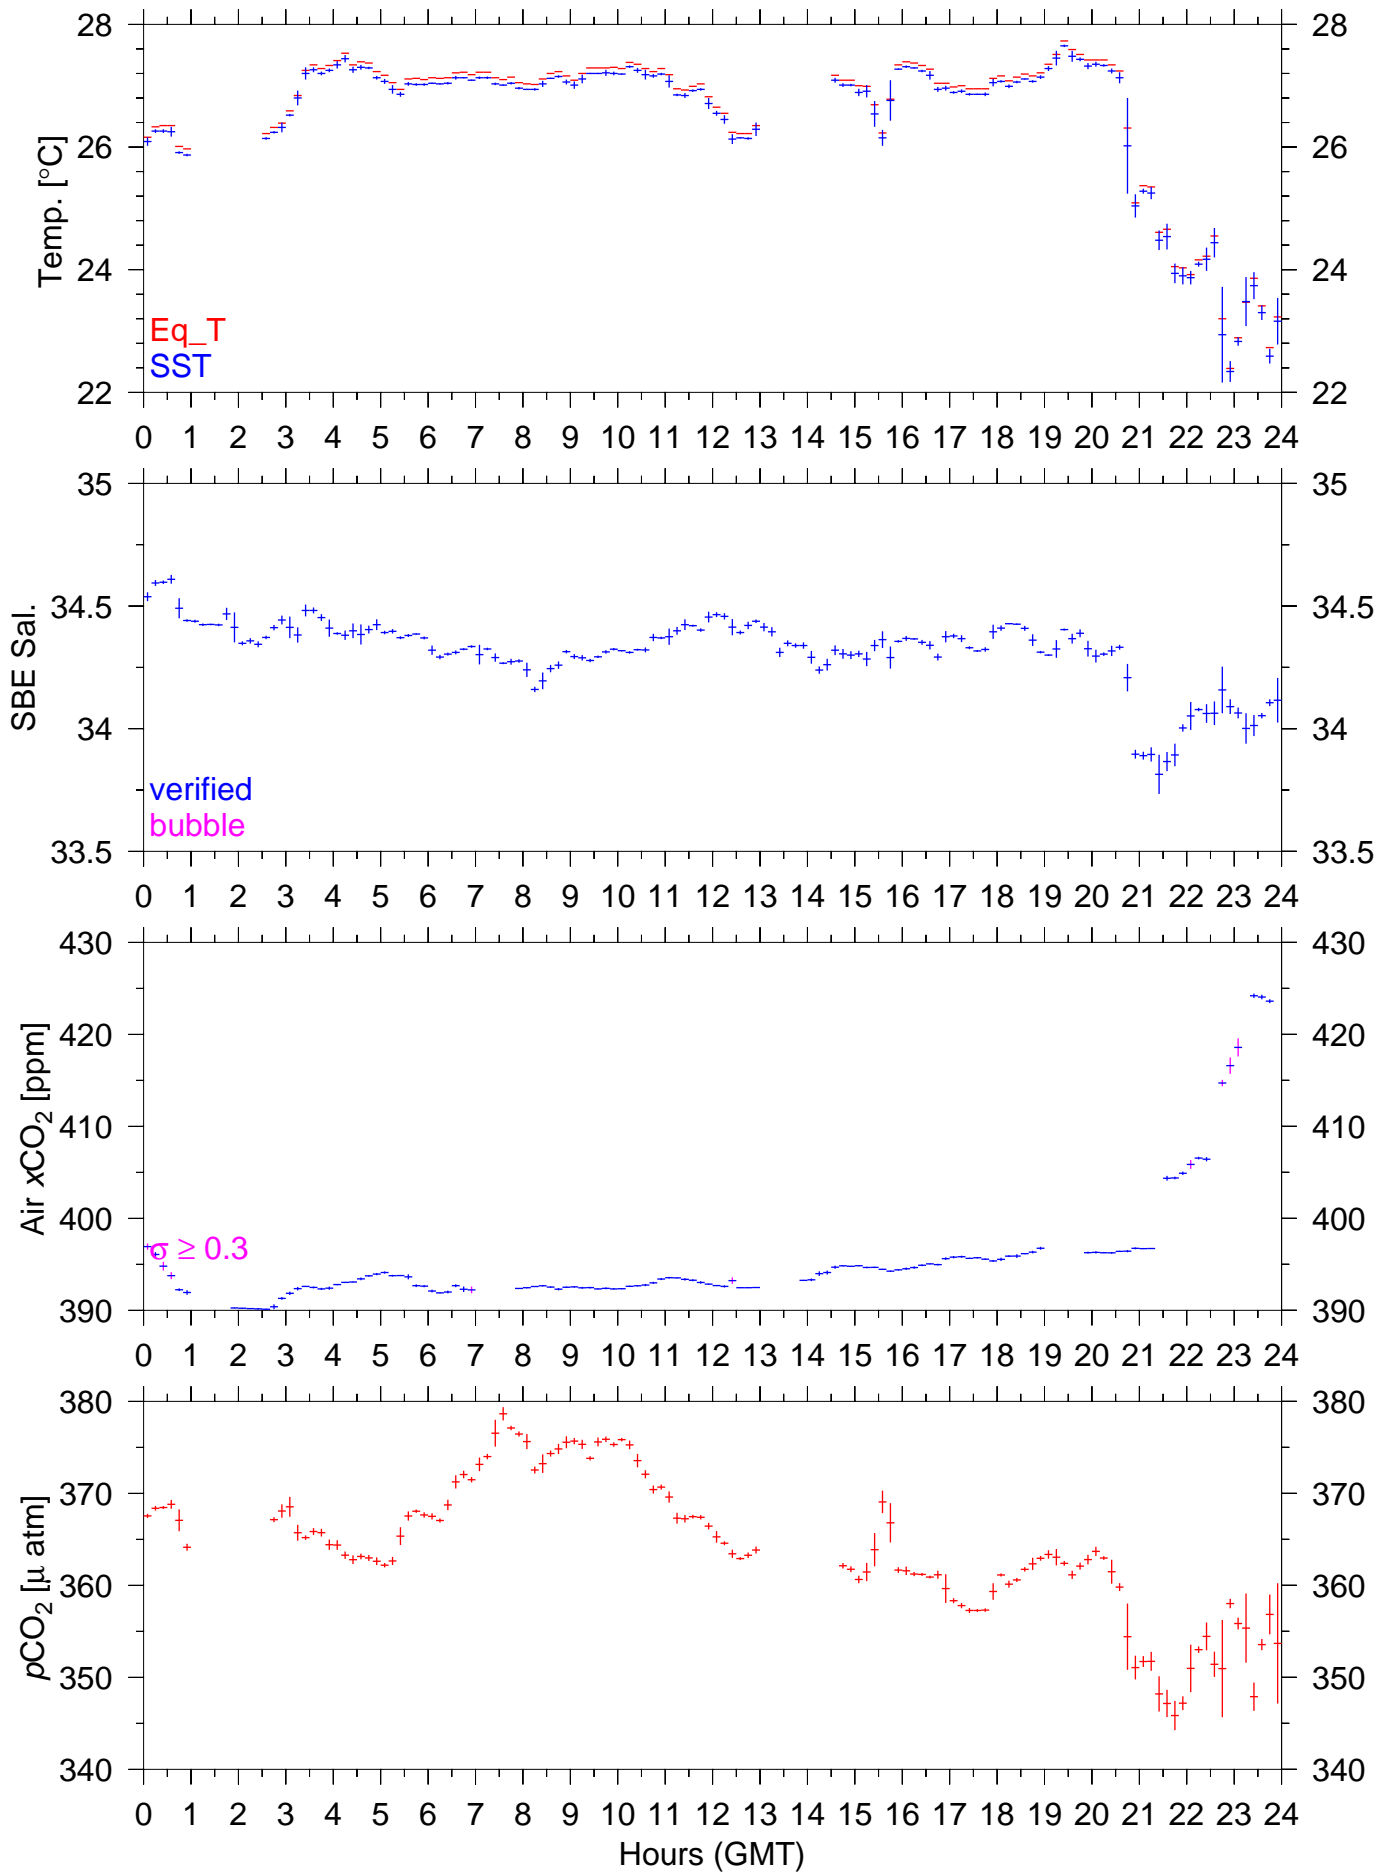 28 28
26 26
24 24
22 22
Temp. [°C]
Eq_T
SST
0 1 2 3 4 5 6 7 8 9 10 11 12 13 14 15 16 17 18 19 20 21 22 23 24
35 35
34.5 34.5
34 34
33.5 33.5
SBE Sal.
verified
bubble
0 1 2 3 4 5 6 7 8 9 10 11 12 13 14 15 16 17 18 19 20 21 22 23 24
430 430
420 420
410 410
400 400
390 390
Air xCO₂ [ppm]
σ ≥ 0.3
0 1 2 3 4 5 6 7 8 9 10 11 12 13 14 15 16 17 18 19 20 21 22 23 24
380 380
370 370
360 360
350 350
340 340
pCO₂ [μ atm]
0 1 2 3 4 5 6 7 8 9 10 11 12 13 14 15 16 17 18 19 20 21 22 23 24
Hours (GMT)